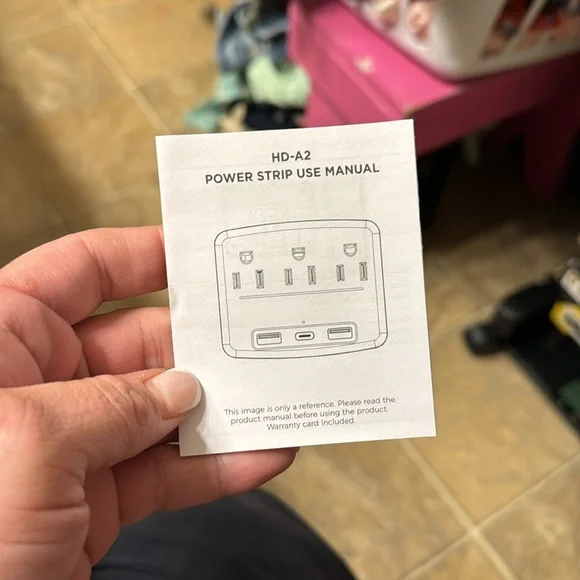 HD-A2
POWER STRIP USE MANUAL
This image is only a reference. Please read the
product manual before using the product.
Warranty card included.